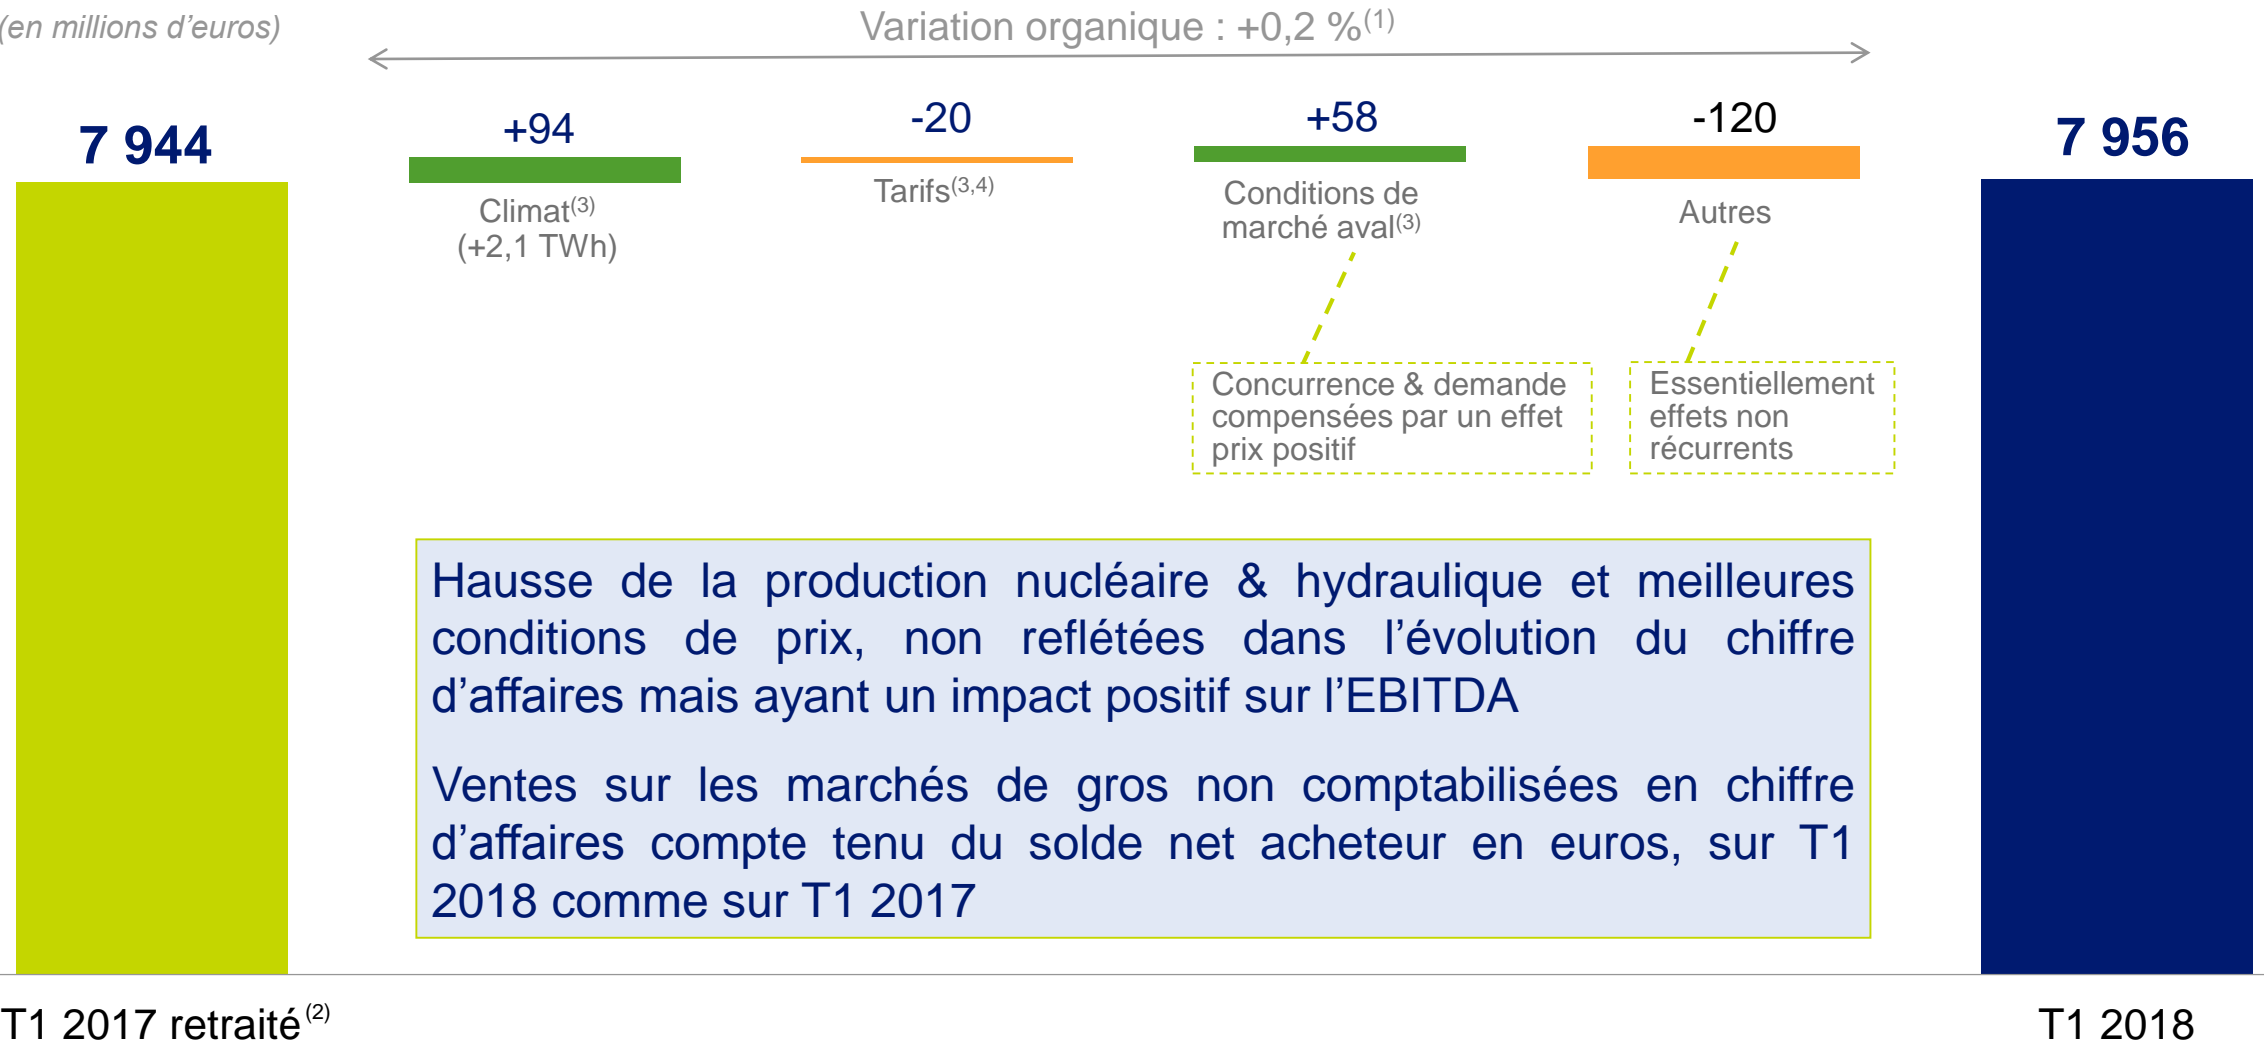 (en millions d’euros)
Variation organique : +0,2 %(1)
7 944
+94
-20
+58
-120
7 956
Climat(3)
(+2,1 TWh)
Tarifs(3,4)
Conditions de
marché aval(3)
Autres
Concurrence & demande
compensées par un effet
prix positif
Essentiellement
effets non
récurrents
Hausse de la production nucléaire & hydraulique et meilleures
conditions de prix, non reflétées dans l’évolution du chiffre
d’affaires mais ayant un impact positif sur l’EBITDA
Ventes sur les marchés de gros non comptabilisées en chiffre
d’affaires compte tenu du solde net acheteur en euros, sur T1
2018 comme sur T1 2017
T1 2017 retraité(2)
T1 2018